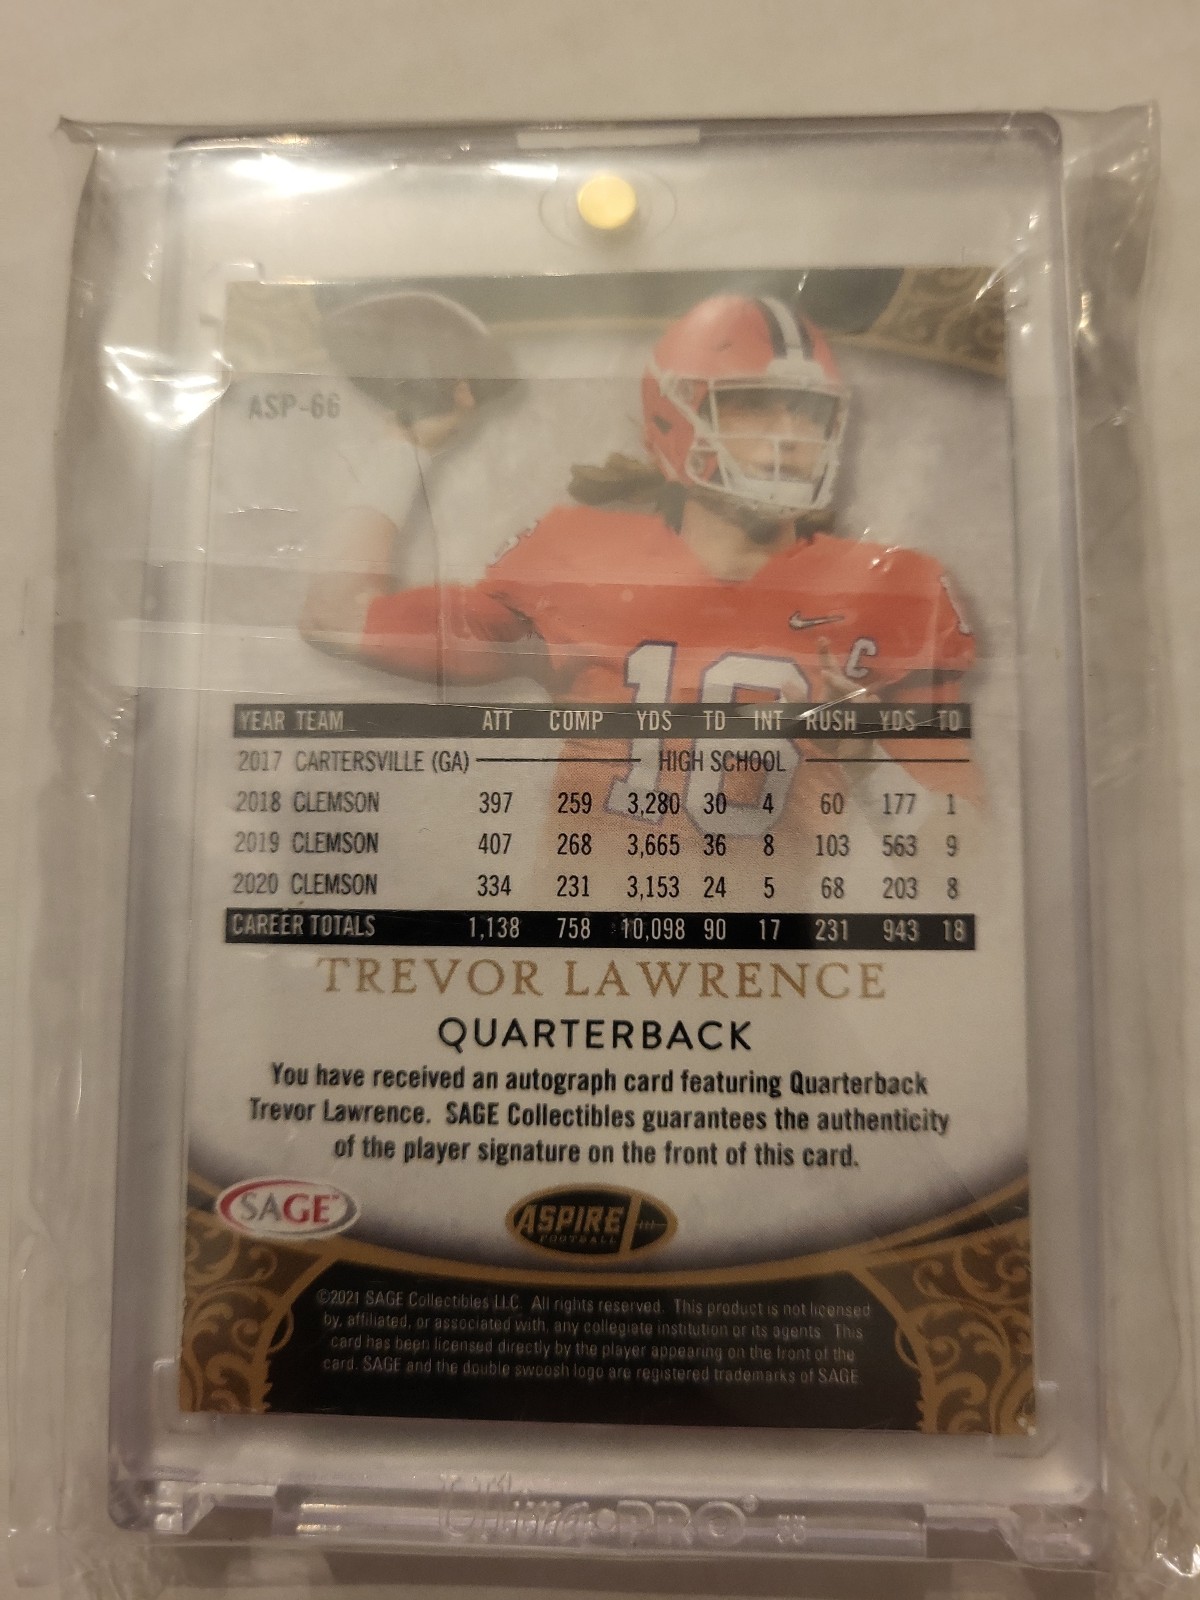 ASP-66
16
C
YEAR TEAM ATT COMP YDS TD INT RUSH YDS TD
2017 CARTERSVILLE (GA) HIGH SCHOOL
2018 CLEMSON 397 259 3,280 30 4 60 177 1
2019 CLEMSON 407 268 3,665 36 8 103 563 9
2020 CLEMSON 334 231 3,153 24 5 68 203 8
CAREER TOTALS 1,138 758 10,098 90 17 231 943 18
TREVOR LAWRENCE
QUARTERBACK
You have received an autograph card featuring Quarterback
Trevor Lawrence. SAGE Collectibles guarantees the authenticity
of the player signature on the front of this card.
SAGE™
ASPIRE
FOOTBALL
©2021 SAGE Collectibles LLC. All rights reserved. This product is not licensed
by, affiliated, or associated with, any collegiate institution or its agents. This
card has been licensed directly by the player appearing on the front of the
card. SAGE and the double swoosh logo are registered trademarks of SAGE
Ultra•PRO®